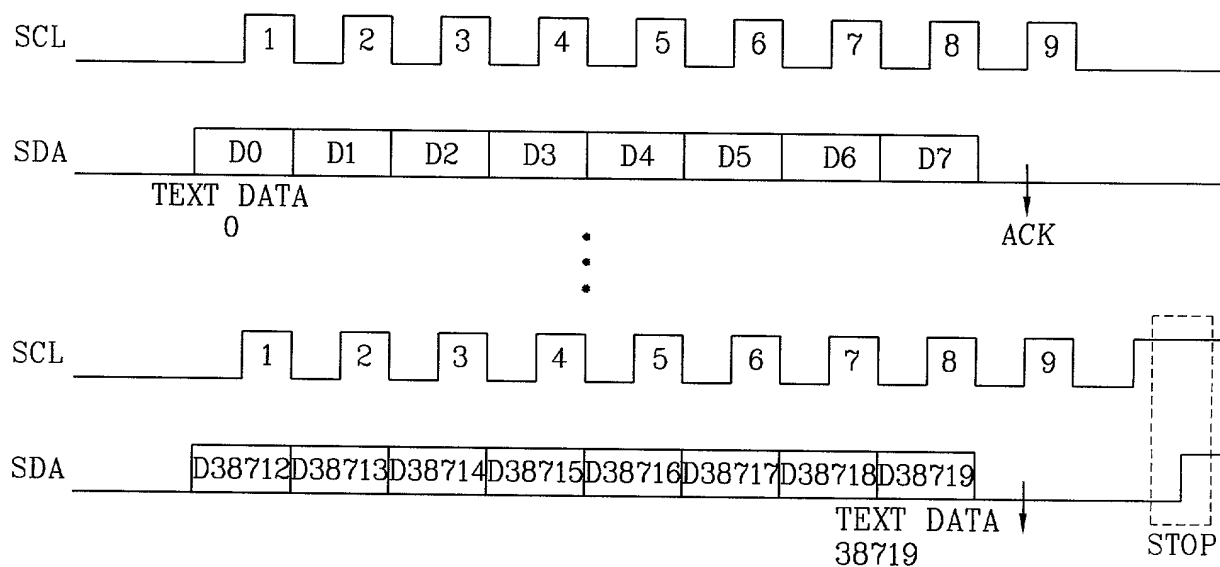 SCL 1 2 3 4 5 6 7 8 9
SDA D0 D1 D2 D3 D4 D5 D6 D7
TEXT DATA
0
ACK
SCL 1 2 3 4 5 6 7 8 9
SDA D38712 D38713 D38714 D38715 D38716 D38717 D38718 D38719
TEXT DATA
38719
STOP